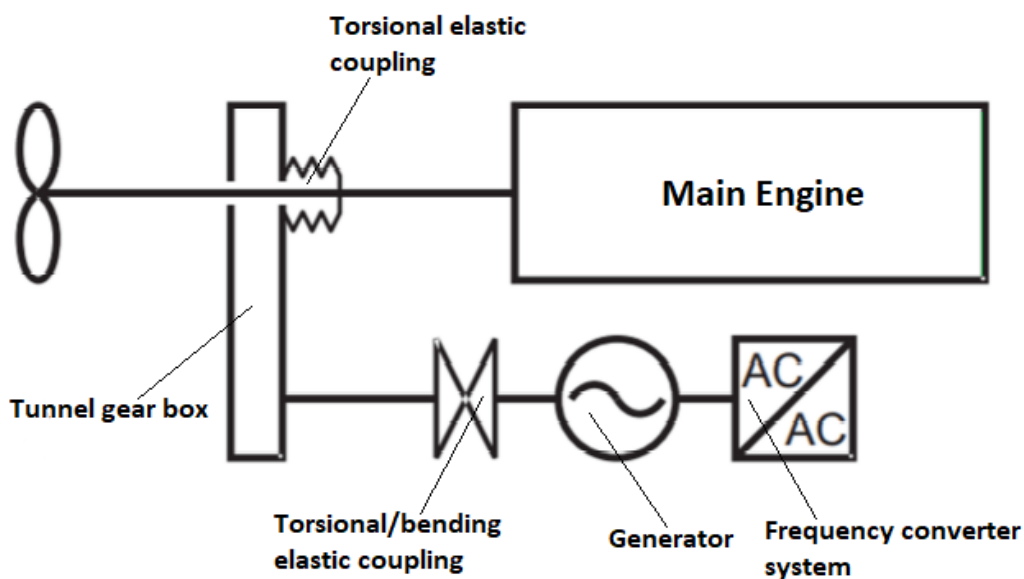 Torsional elastic
coupling
Main Engine
Tunnel gear box
AC
AC
Torsional/bending
elastic coupling
Generator
Frequency converter
system